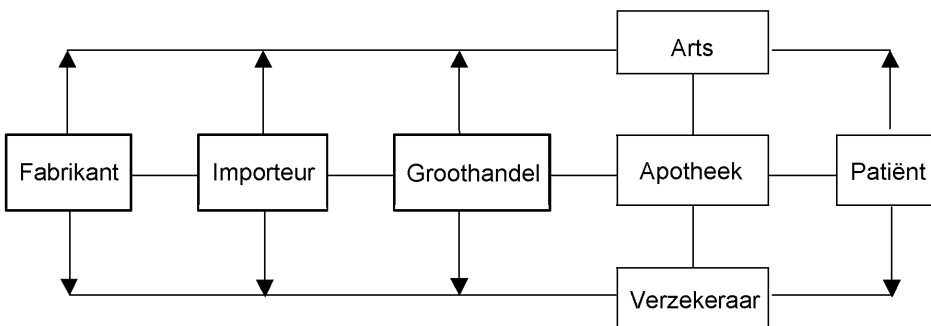 Arts
Fabrikant
Importeur
Groothandel
Apotheek
Patiënt
Verzekeraar